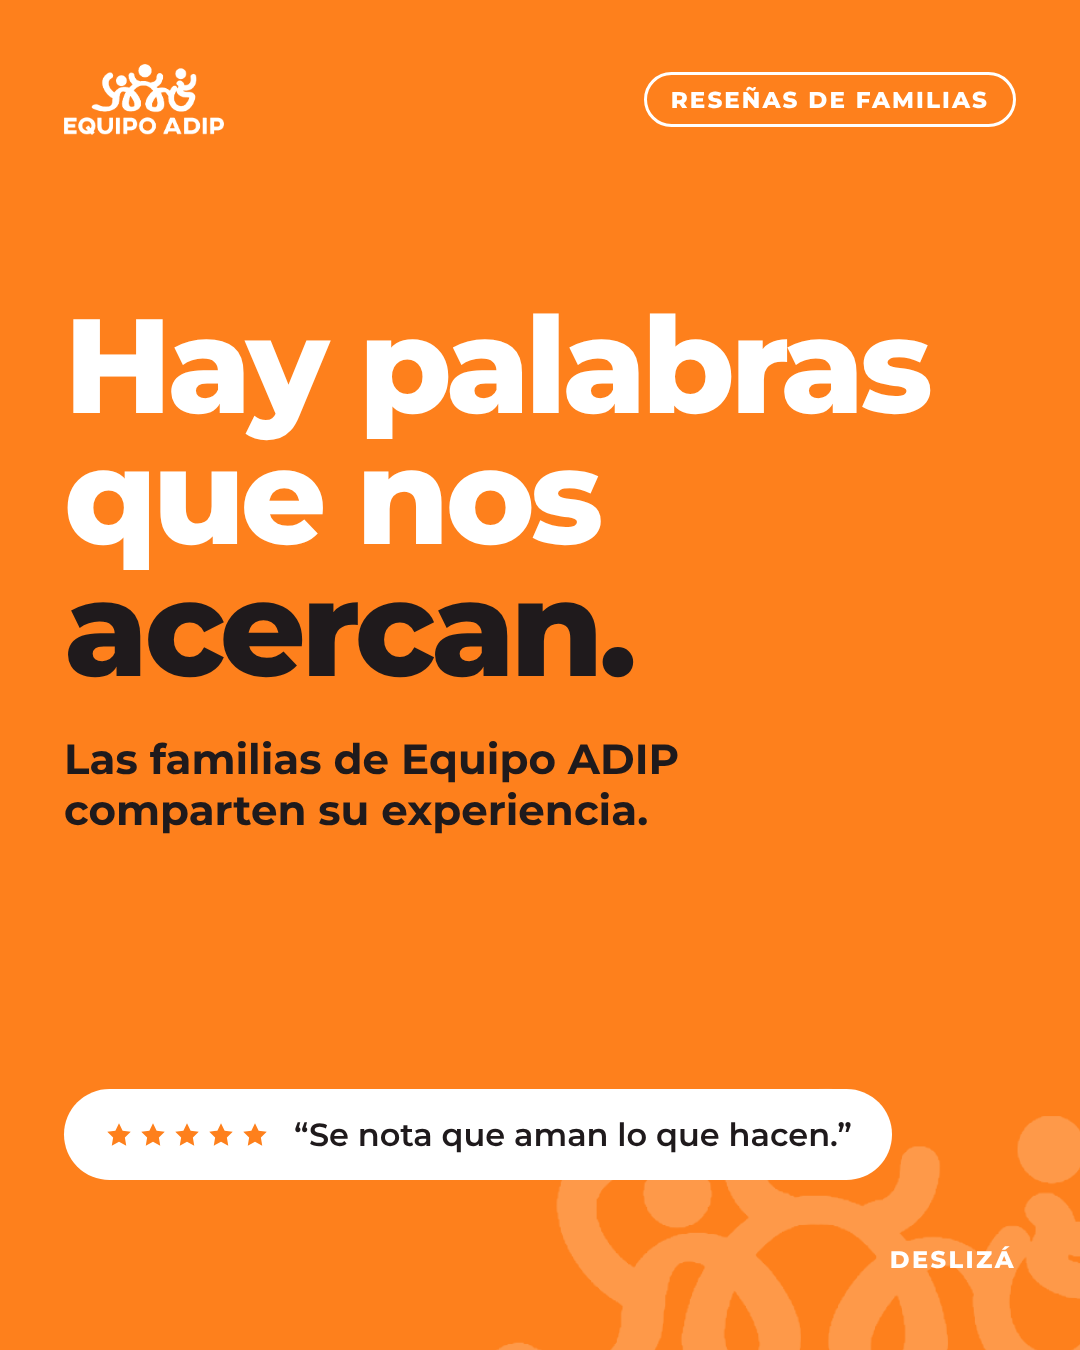 EQUIPO ADIP
RESEÑAS DE FAMILIAS
Hay palabras
que nos
acercan.
Las familias de Equipo ADIP
comparten su experiencia.
“Se nota que aman lo que hacen.”
DESLIZÁ